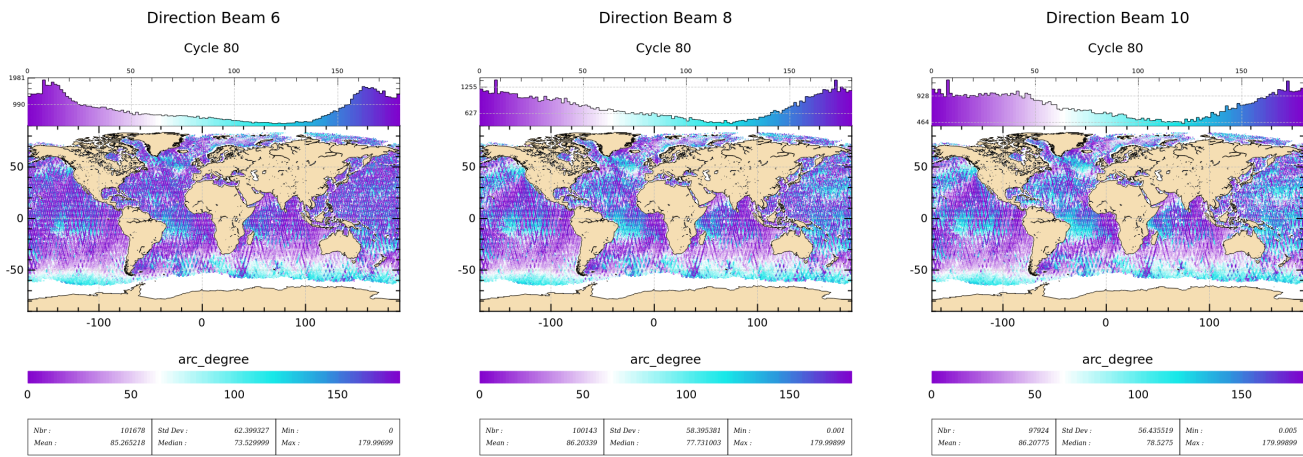 Direction Beam 6
Cycle 80
0 50 100 150
1981
990
50
0
-50
-100 0 100
arc_degree
0 50 100 150
Nbr : 101678 Std Dev : 62.399327 Min : 0
Mean : 85.265218 Median : 73.529999 Max : 179.99699
Direction Beam 8
Cycle 80
0 50 100 150
1255
627
50
0
-50
-100 0 100
arc_degree
0 50 100 150
Nbr : 100143 Std Dev : 58.395381 Min : 0.001
Mean : 86.20339 Median : 77.731003 Max : 179.99899
Direction Beam 10
Cycle 80
0 50 100 150
928
464
50
0
-50
-100 0 100
arc_degree
0 50 100 150
Nbr : 97924 Std Dev : 56.435519 Min : 0.005
Mean : 86.20775 Median : 78.5275 Max : 179.99899